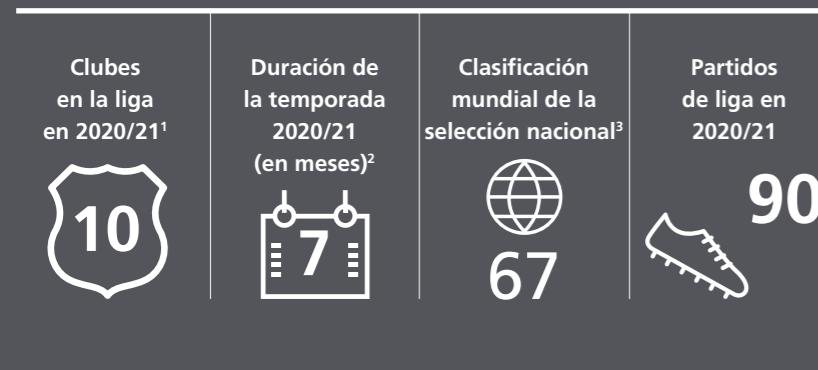 Clubes
en la liga
en 2020/21¹
10
Duración de
la temporada
2020/21
(en meses)²
7
Clasificación
mundial de la
selección nacional³
67
Partidos
de liga en
2020/21
90